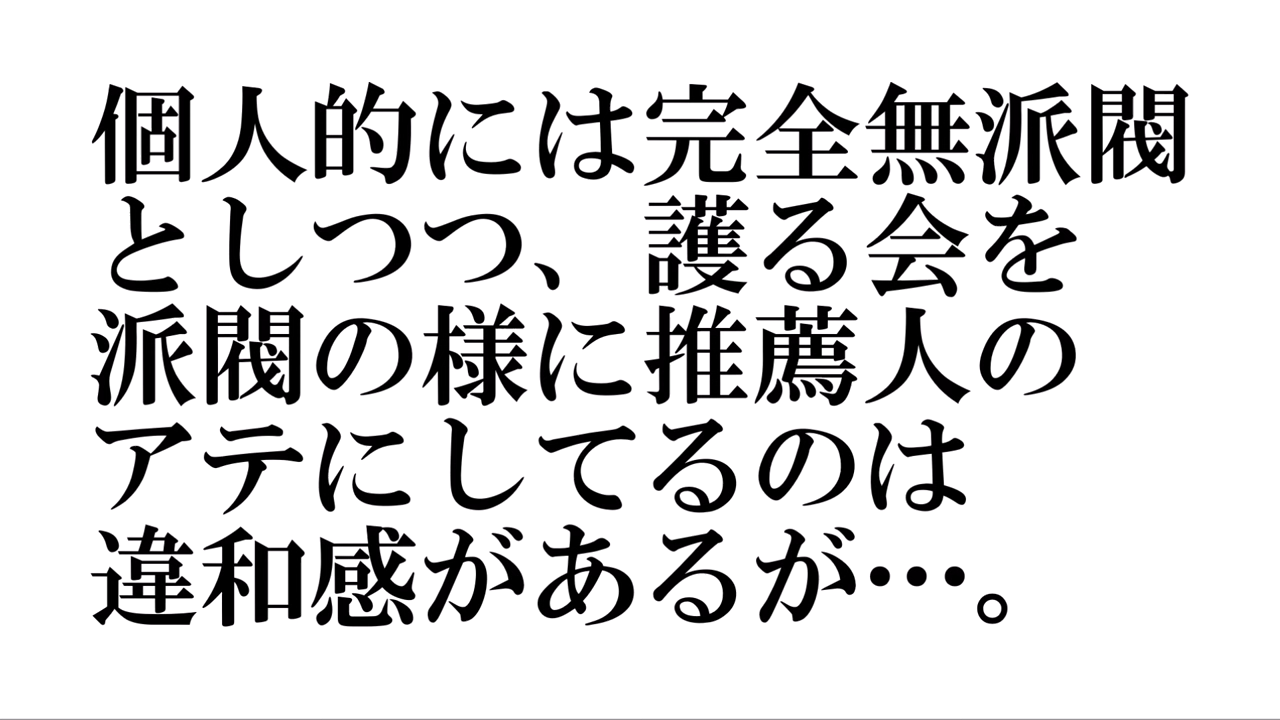 個人的には完全無派閥
としつつ、護る会を
派閥の様に推薦人の
アテにしてるのは
違和感があるが…。